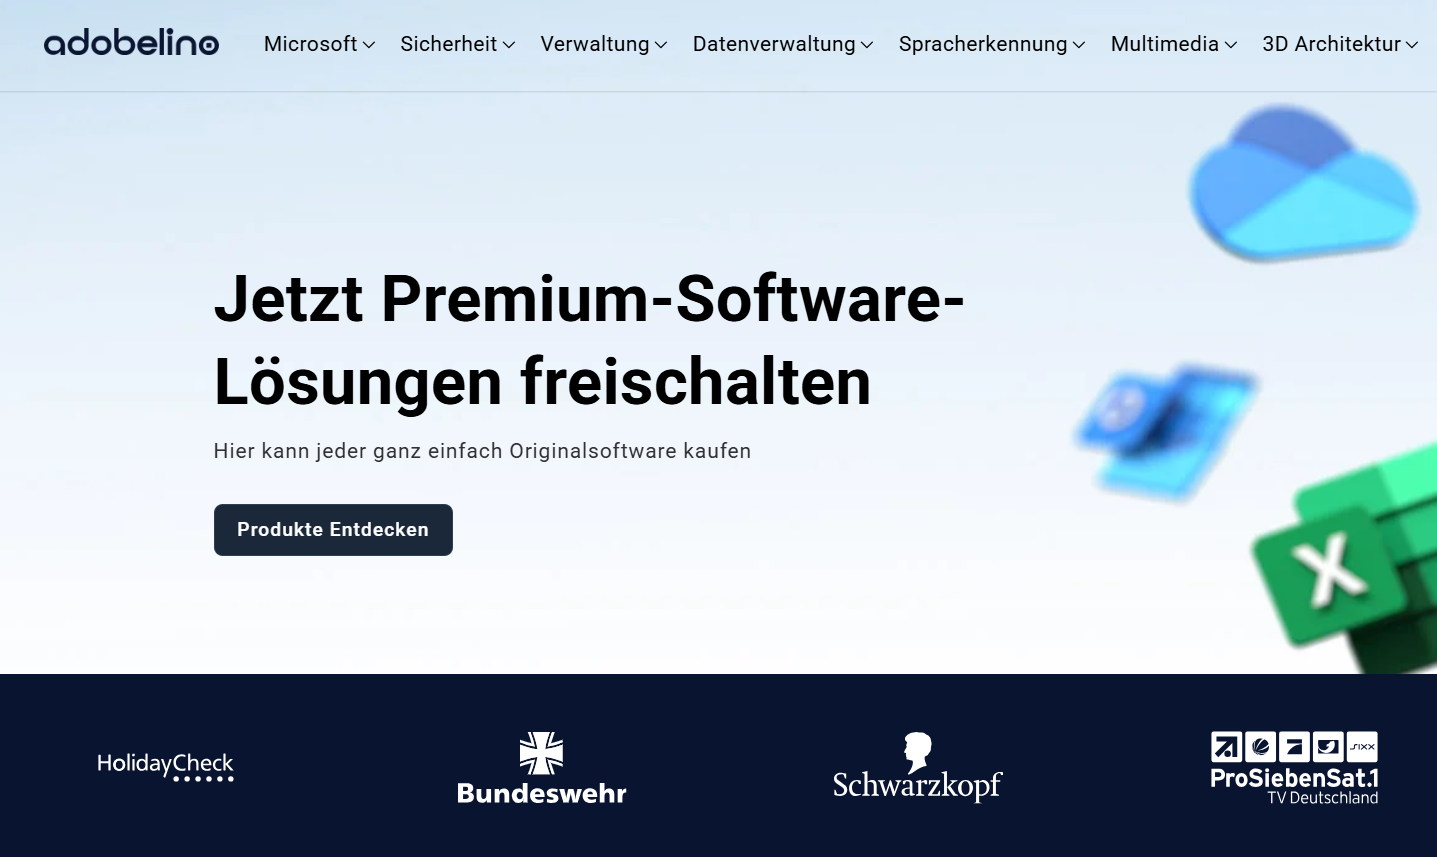 adobelino
Microsoft Sicherheit Verwaltung Datenverwaltung Spracherkennung Multimedia 3D Architektur
Jetzt Premium-Software-
Lösungen freischalten
Hier kann jeder ganz einfach Originalsoftware kaufen
Produkte Entdecken
X
HolidayCheck
Bundeswehr
Schwarzkopf
sixx
ProSiebenSat.1
TV Deutschland